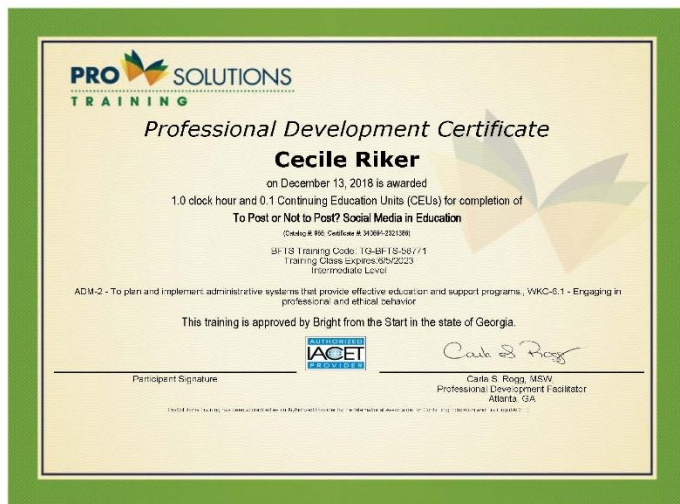 PRO SOLUTIONS
TRAINING
Professional Development Certificate
Cecile Riker
on December 13, 2018 is awarded
1.0 clock hour and 0.1 Continuing Education Units (CEUs) for completion of
To Post or Not to Post? Social Media in Education
BFTS Training Code: TG-BFTS-
Training Class Expires:6/5/2023
Intermediate Level
ADM-2 - To plan and implement administrative systems that provide effective education and support programs., WKC-6.1 - Engaging in
professional and ethical behavior
This training is approved by Bright from the Start in the state of Georgia.
AUTHORIZED
IACET
PROVIDER
Carla S Rogg
Participant Signature
Carla S. Rogg, MSW
Professional Development Facilitator
Atlanta, GA